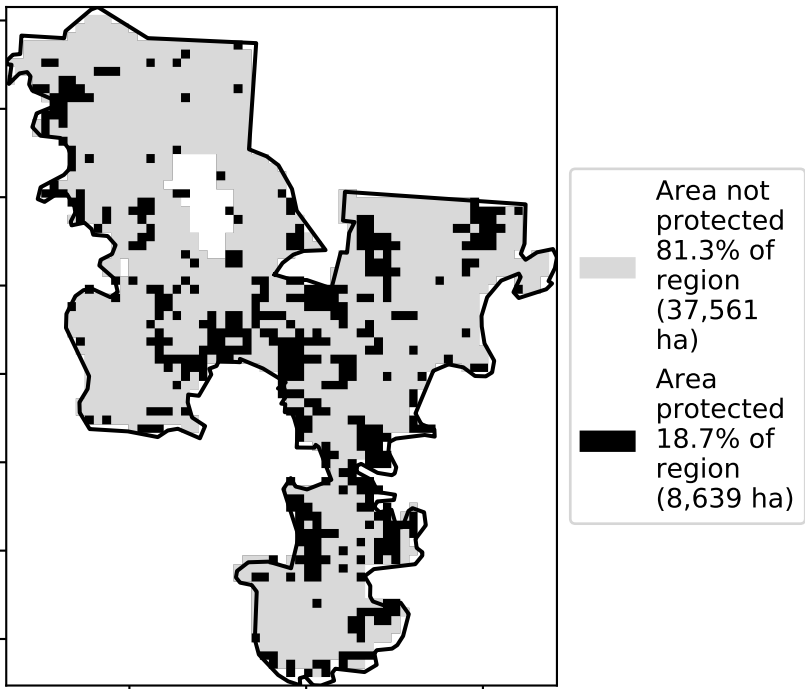 Area not
protected
81.3% of
region
(37,561
ha)
Area
protected
18.7% of
region
(8,639 ha)